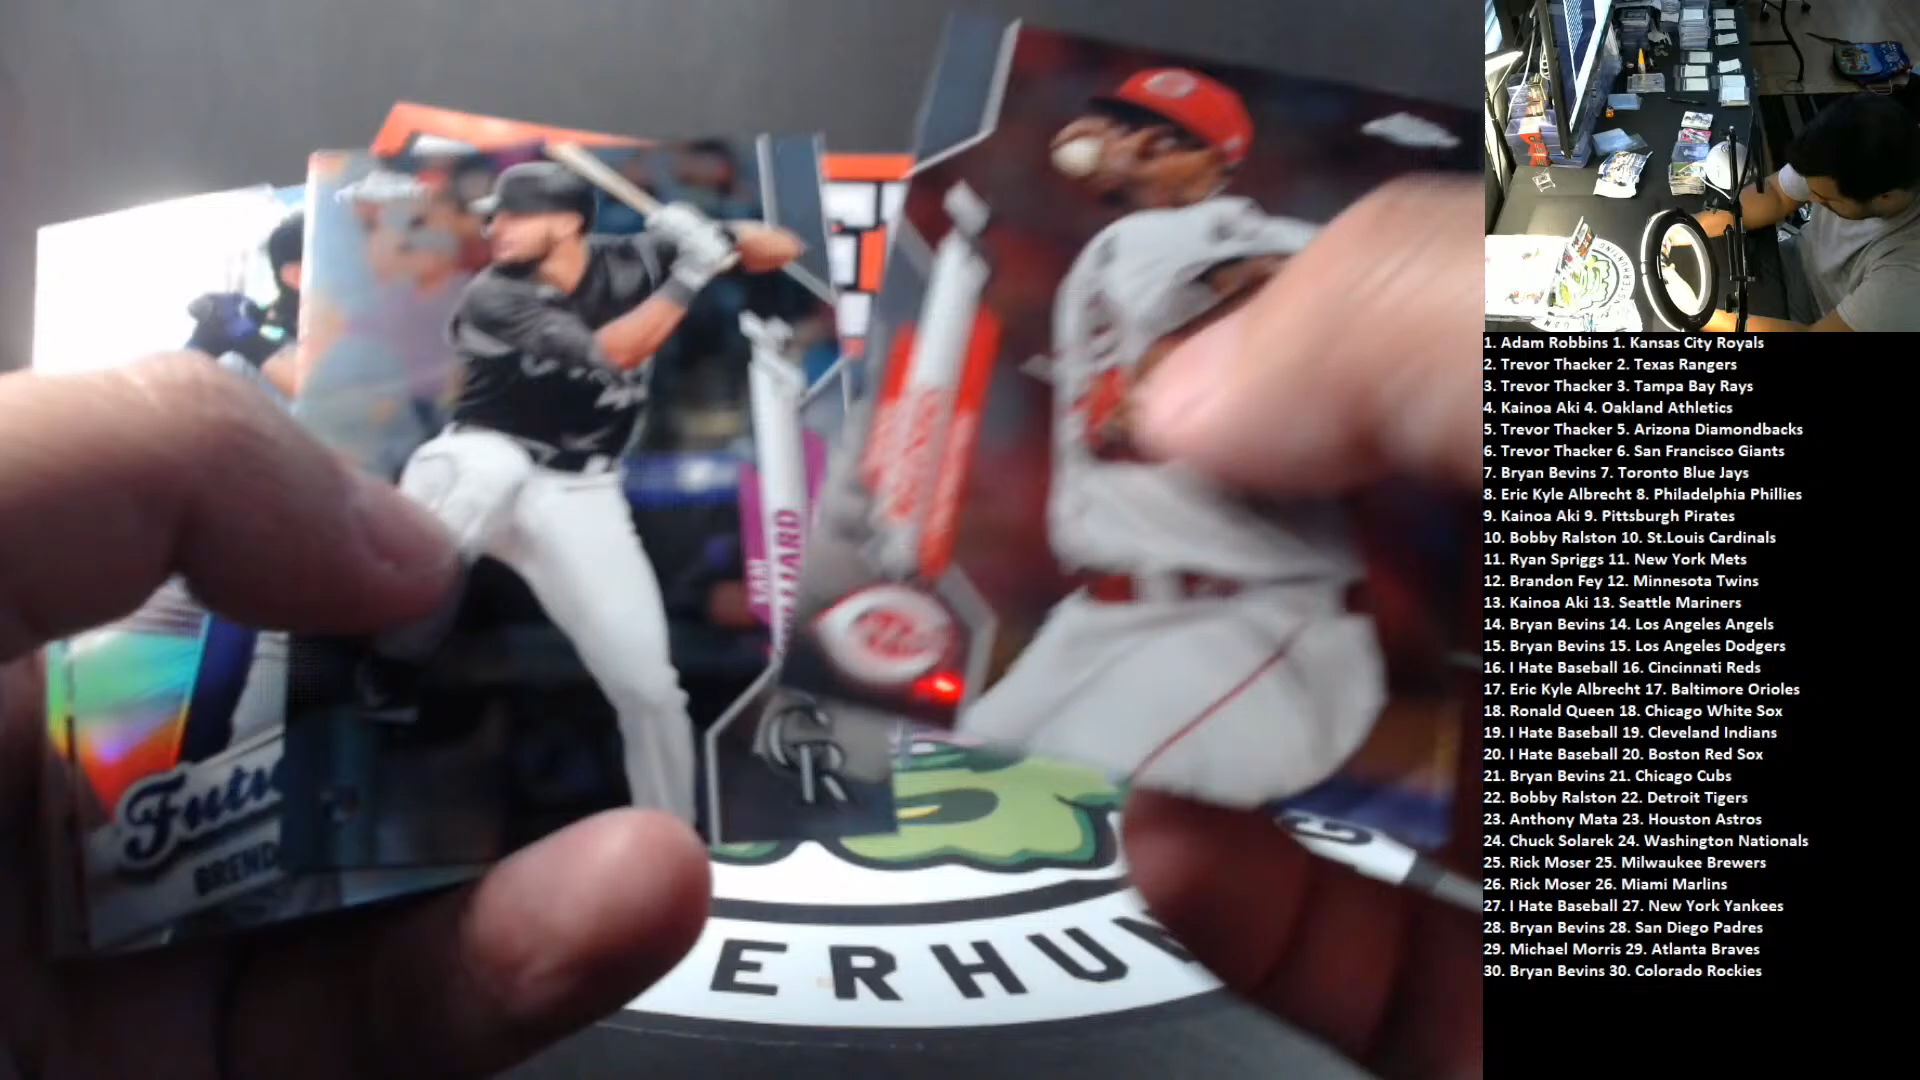 CR
Futu
BREND
ERHUN
1. Adam Robbins 1. Kansas City Royals
2. Trevor Thacker 2. Texas Rangers
3. Trevor Thacker 3. Tampa Bay Rays
4. Kainoa Aki 4. Oakland Athletics
5. Trevor Thacker 5. Arizona Diamondbacks
6. Trevor Thacker 6. San Francisco Giants
7. Bryan Bevins 7. Toronto Blue Jays
8. Eric Kyle Albrecht 8. Philadelphia Phillies
9. Kainoa Aki 9. Pittsburgh Pirates
10. Bobby Ralston 10. St.Louis Cardinals
11. Ryan Spriggs 11. New York Mets
12. Brandon Fey 12. Minnesota Twins
13. Kainoa Aki 13. Seattle Mariners
14. Bryan Bevins 14. Los Angeles Angels
15. Bryan Bevins 15. Los Angeles Dodgers
16. I Hate Baseball 16. Cincinnati Reds
17. Eric Kyle Albrecht 17. Baltimore Orioles
18. Ronald Queen 18. Chicago White Sox
19. I Hate Baseball 19. Cleveland Indians
20. I Hate Baseball 20. Boston Red Sox
21. Bryan Bevins 21. Chicago Cubs
22. Bobby Ralston 22. Detroit Tigers
23. Anthony Mata 23. Houston Astros
24. Chuck Solarek 24. Washington Nationals
25. Rick Moser 25. Milwaukee Brewers
26. Rick Moser 26. Miami Marlins
27. I Hate Baseball 27. New York Yankees
28. Bryan Bevins 28. San Diego Padres
29. Michael Morris 29. Atlanta Braves
30. Bryan Bevins 30. Colorado Rockies